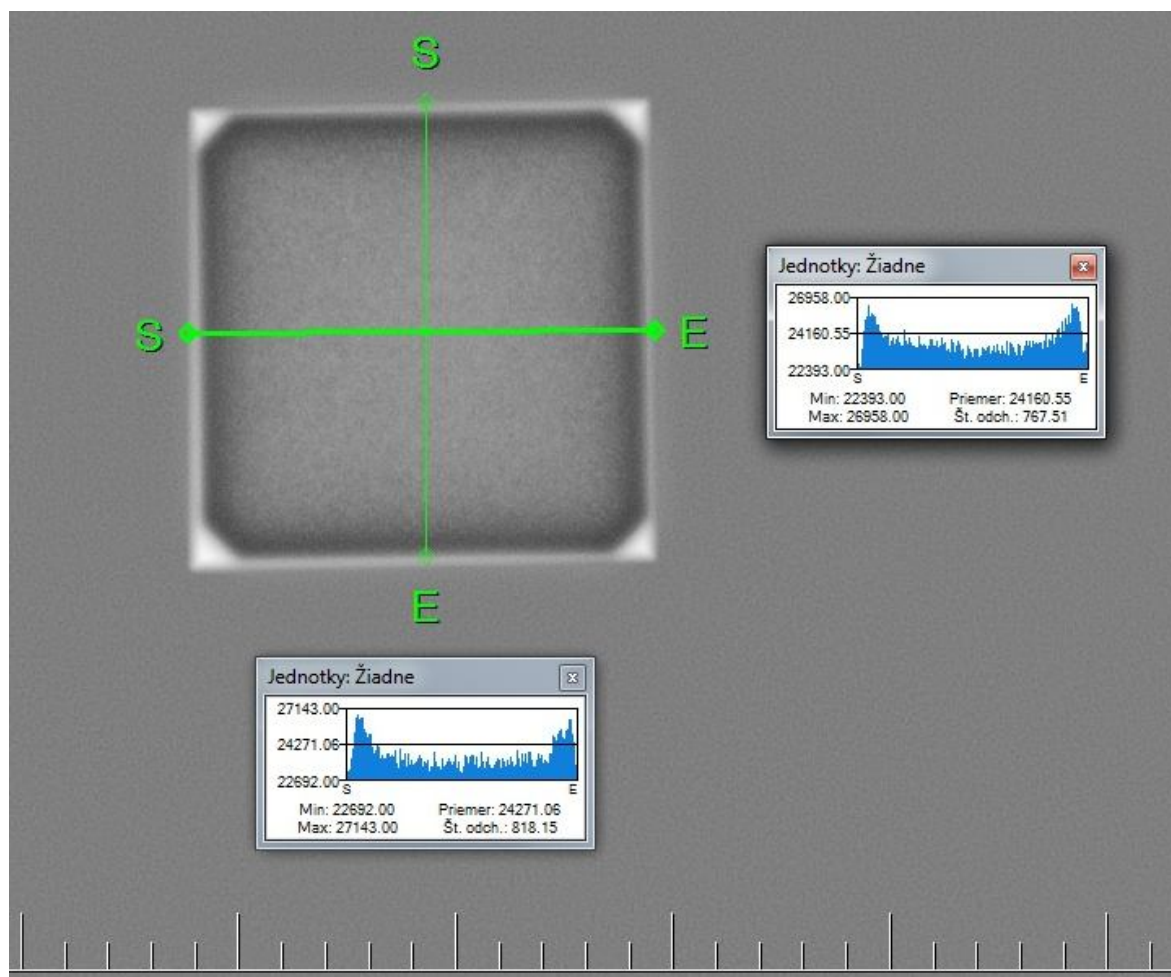 S
S
E
E
Jednotky: Žiadne
26958.00
24160.55
22393.00
S
E
Min: 22393.00 Priemer: 24160.55
Max: 26958.00 Št. odch.: 767.51
Jednotky: Žiadne
27143.00
24271.06
22692.00
S
E
Min: 22692.00 Priemer: 24271.06
Max: 27143.00 Št. odch.: 818.15